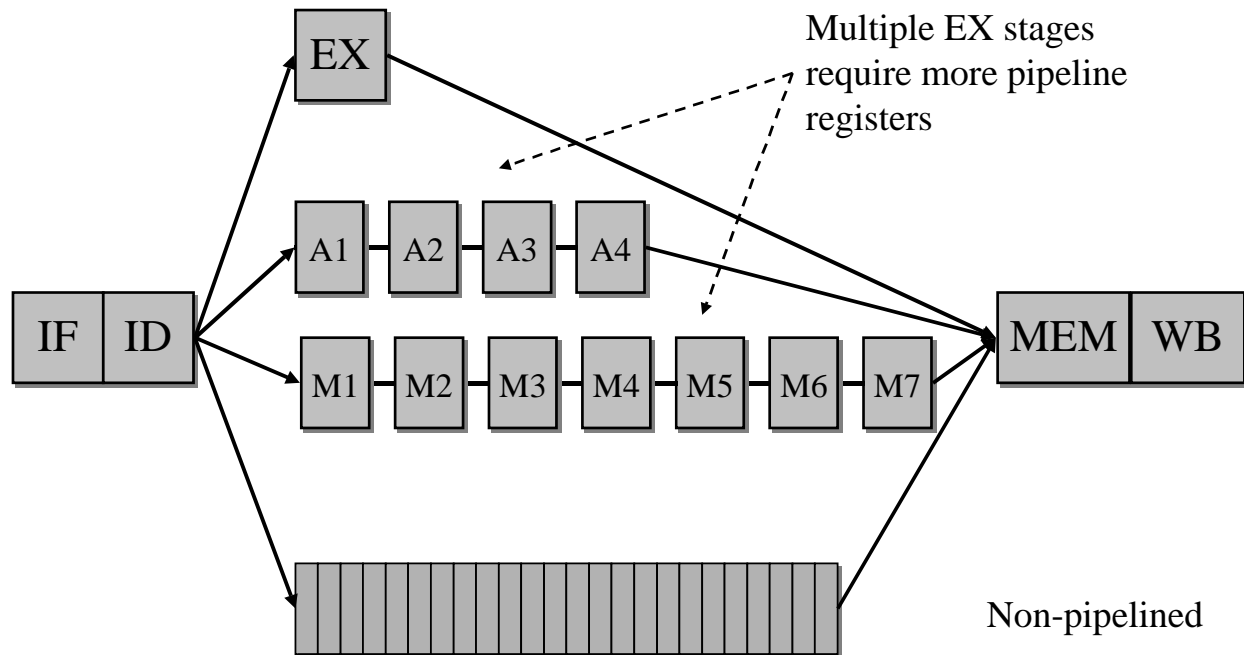 EX
Multiple EX stages
require more pipeline
registers
A1 A2 A3 A4
IF ID
MEM WB
M1 M2 M3 M4 M5 M6 M7
Non-pipelined